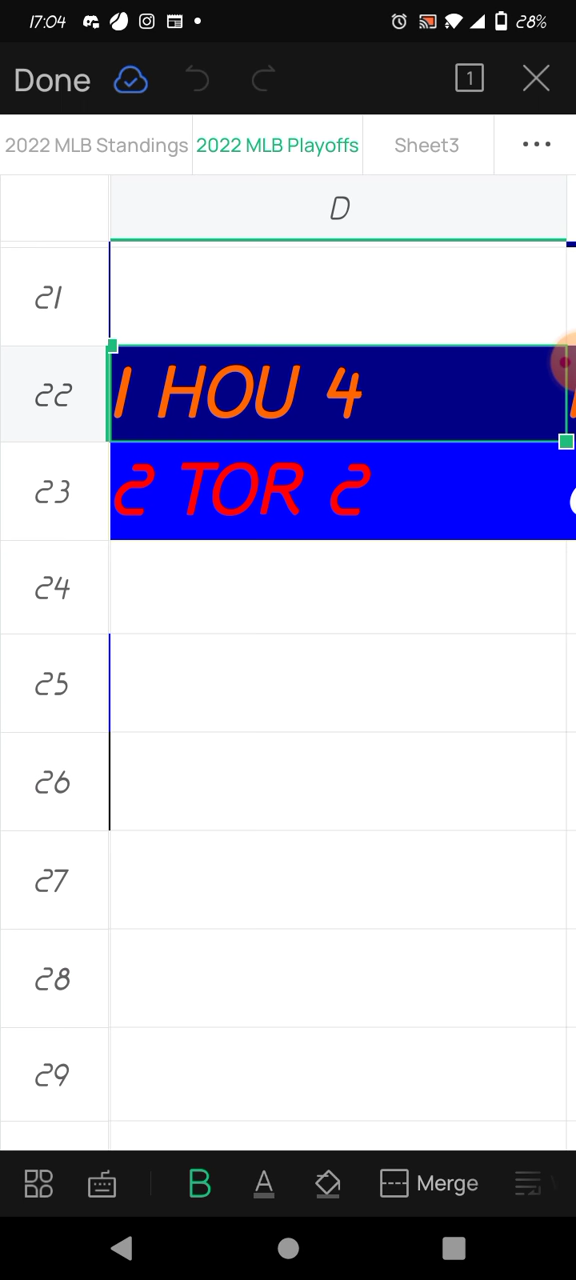 17:04 28%
Done 1
2022 MLB Standings 2022 MLB Playoffs Sheet3
D
21
22 1 HOU 4
23 2 TOR 2
24
25
26
27
28
29
B A Merge